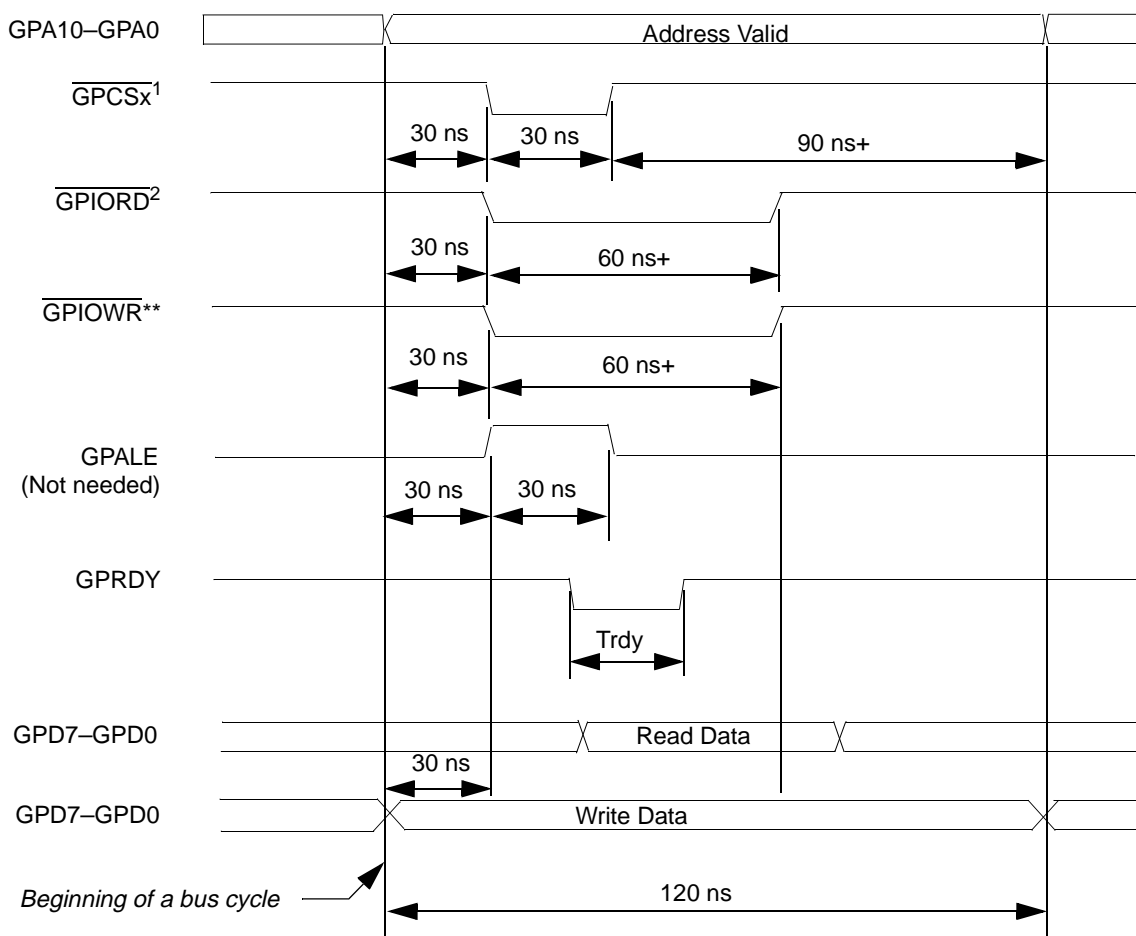 GPA10–GPA0 Address Valid
GPCSx1
30 ns 30 ns 90 ns+
GPIORD2
30 ns 60 ns+
GPIOWR**
30 ns 60 ns+
GPALE
(Not needed)
30 ns 30 ns
GPRDY
Trdy
GPD7–GPD0 Read Data
30 ns
GPD7–GPD0 Write Data
Beginning of a bus cycle 120 ns